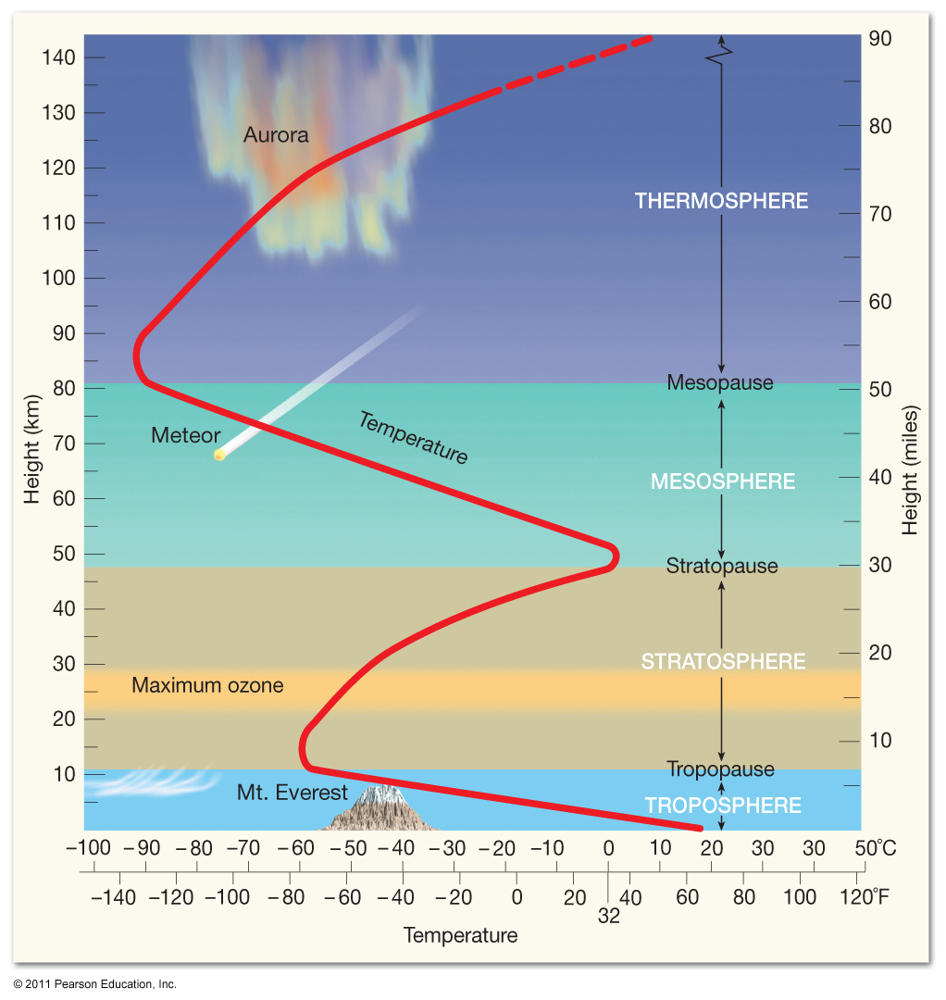 140
130
120
110
100
90
80
70
60
50
40
30
20
10
Height (km)
90
80
70
60
50
40
30
20
10
Height (miles)
Aurora
THERMOSPHERE
Mesopause
Meteor
Temperature
MESOSPHERE
Stratopause
STRATOSPHERE
Maximum ozone
Tropopause
Mt. Everest
TROPOSPHERE
−100 −90 −80 −70 −60 −50 −40 −30 −20 −10 0 10 20 30 30 50°C
−140 −120 −100 −80 −60 −40 −20 0 20 40 60 80 100 120°F
32
Temperature
© 2011 Pearson Education, Inc.